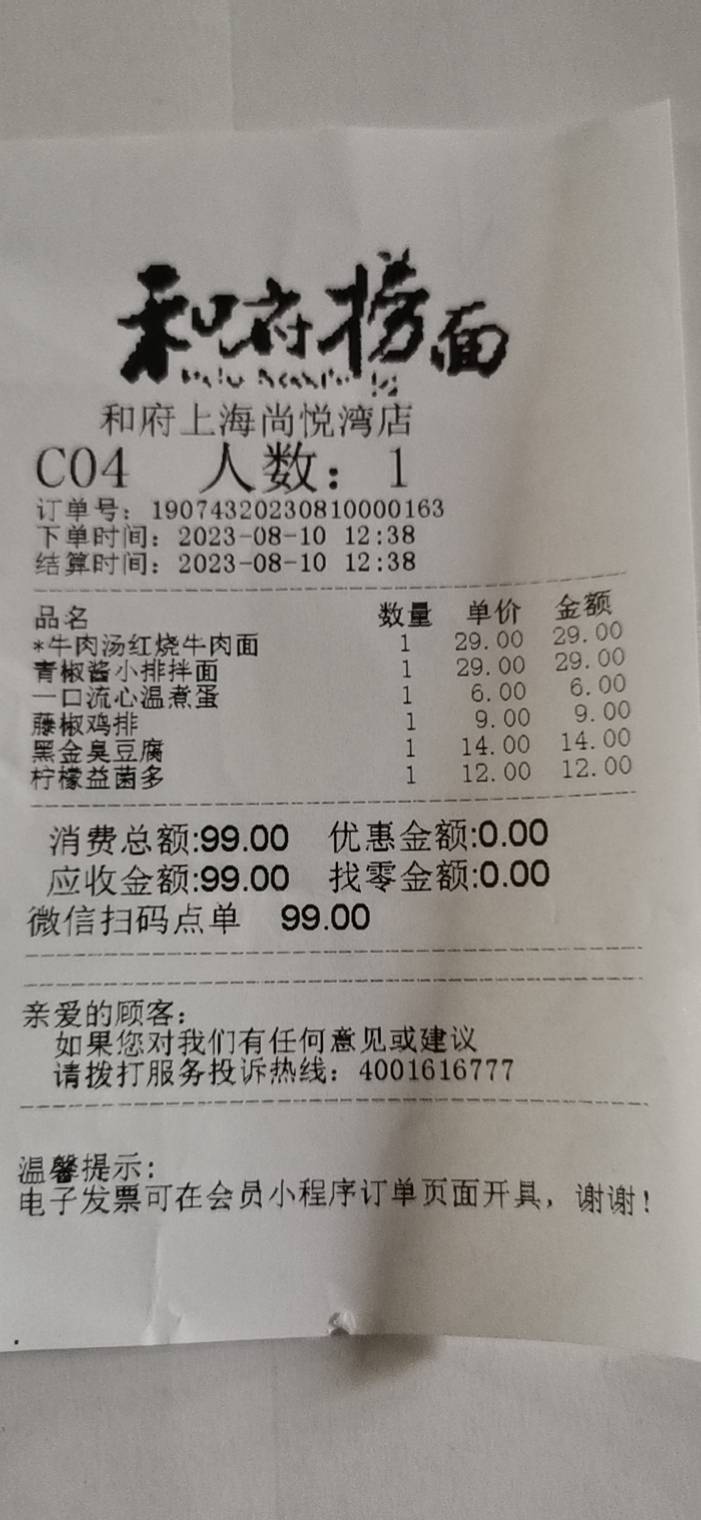 和府捞面
和府上海尚悦湾店
C04 人数：1
订单号：19074320230810000163
下单时间：2023-08-10 12:38
结算时间：2023-08-10 12:38
品名 数量 单价 金额
*牛肉汤红烧牛肉面 1 29.00 29.00
青椒酱小排拌面 1 29.00 29.00
一口流心温煮蛋 1 6.00 6.00
藤椒鸡排 1 9.00 9.00
黑金臭豆腐 1 14.00 14.00
柠檬益菌多 1 12.00 12.00
消费总额:99.00 优惠金额:0.00
应收金额:99.00 找零金额:0.00
微信扫码点单 99.00
亲爱的顾客：
如果您对我们有任何意见或建议
请拨打服务投诉热线：4001616777
温馨提示：
电子发票可在会员小程序订单页面开具，谢谢！